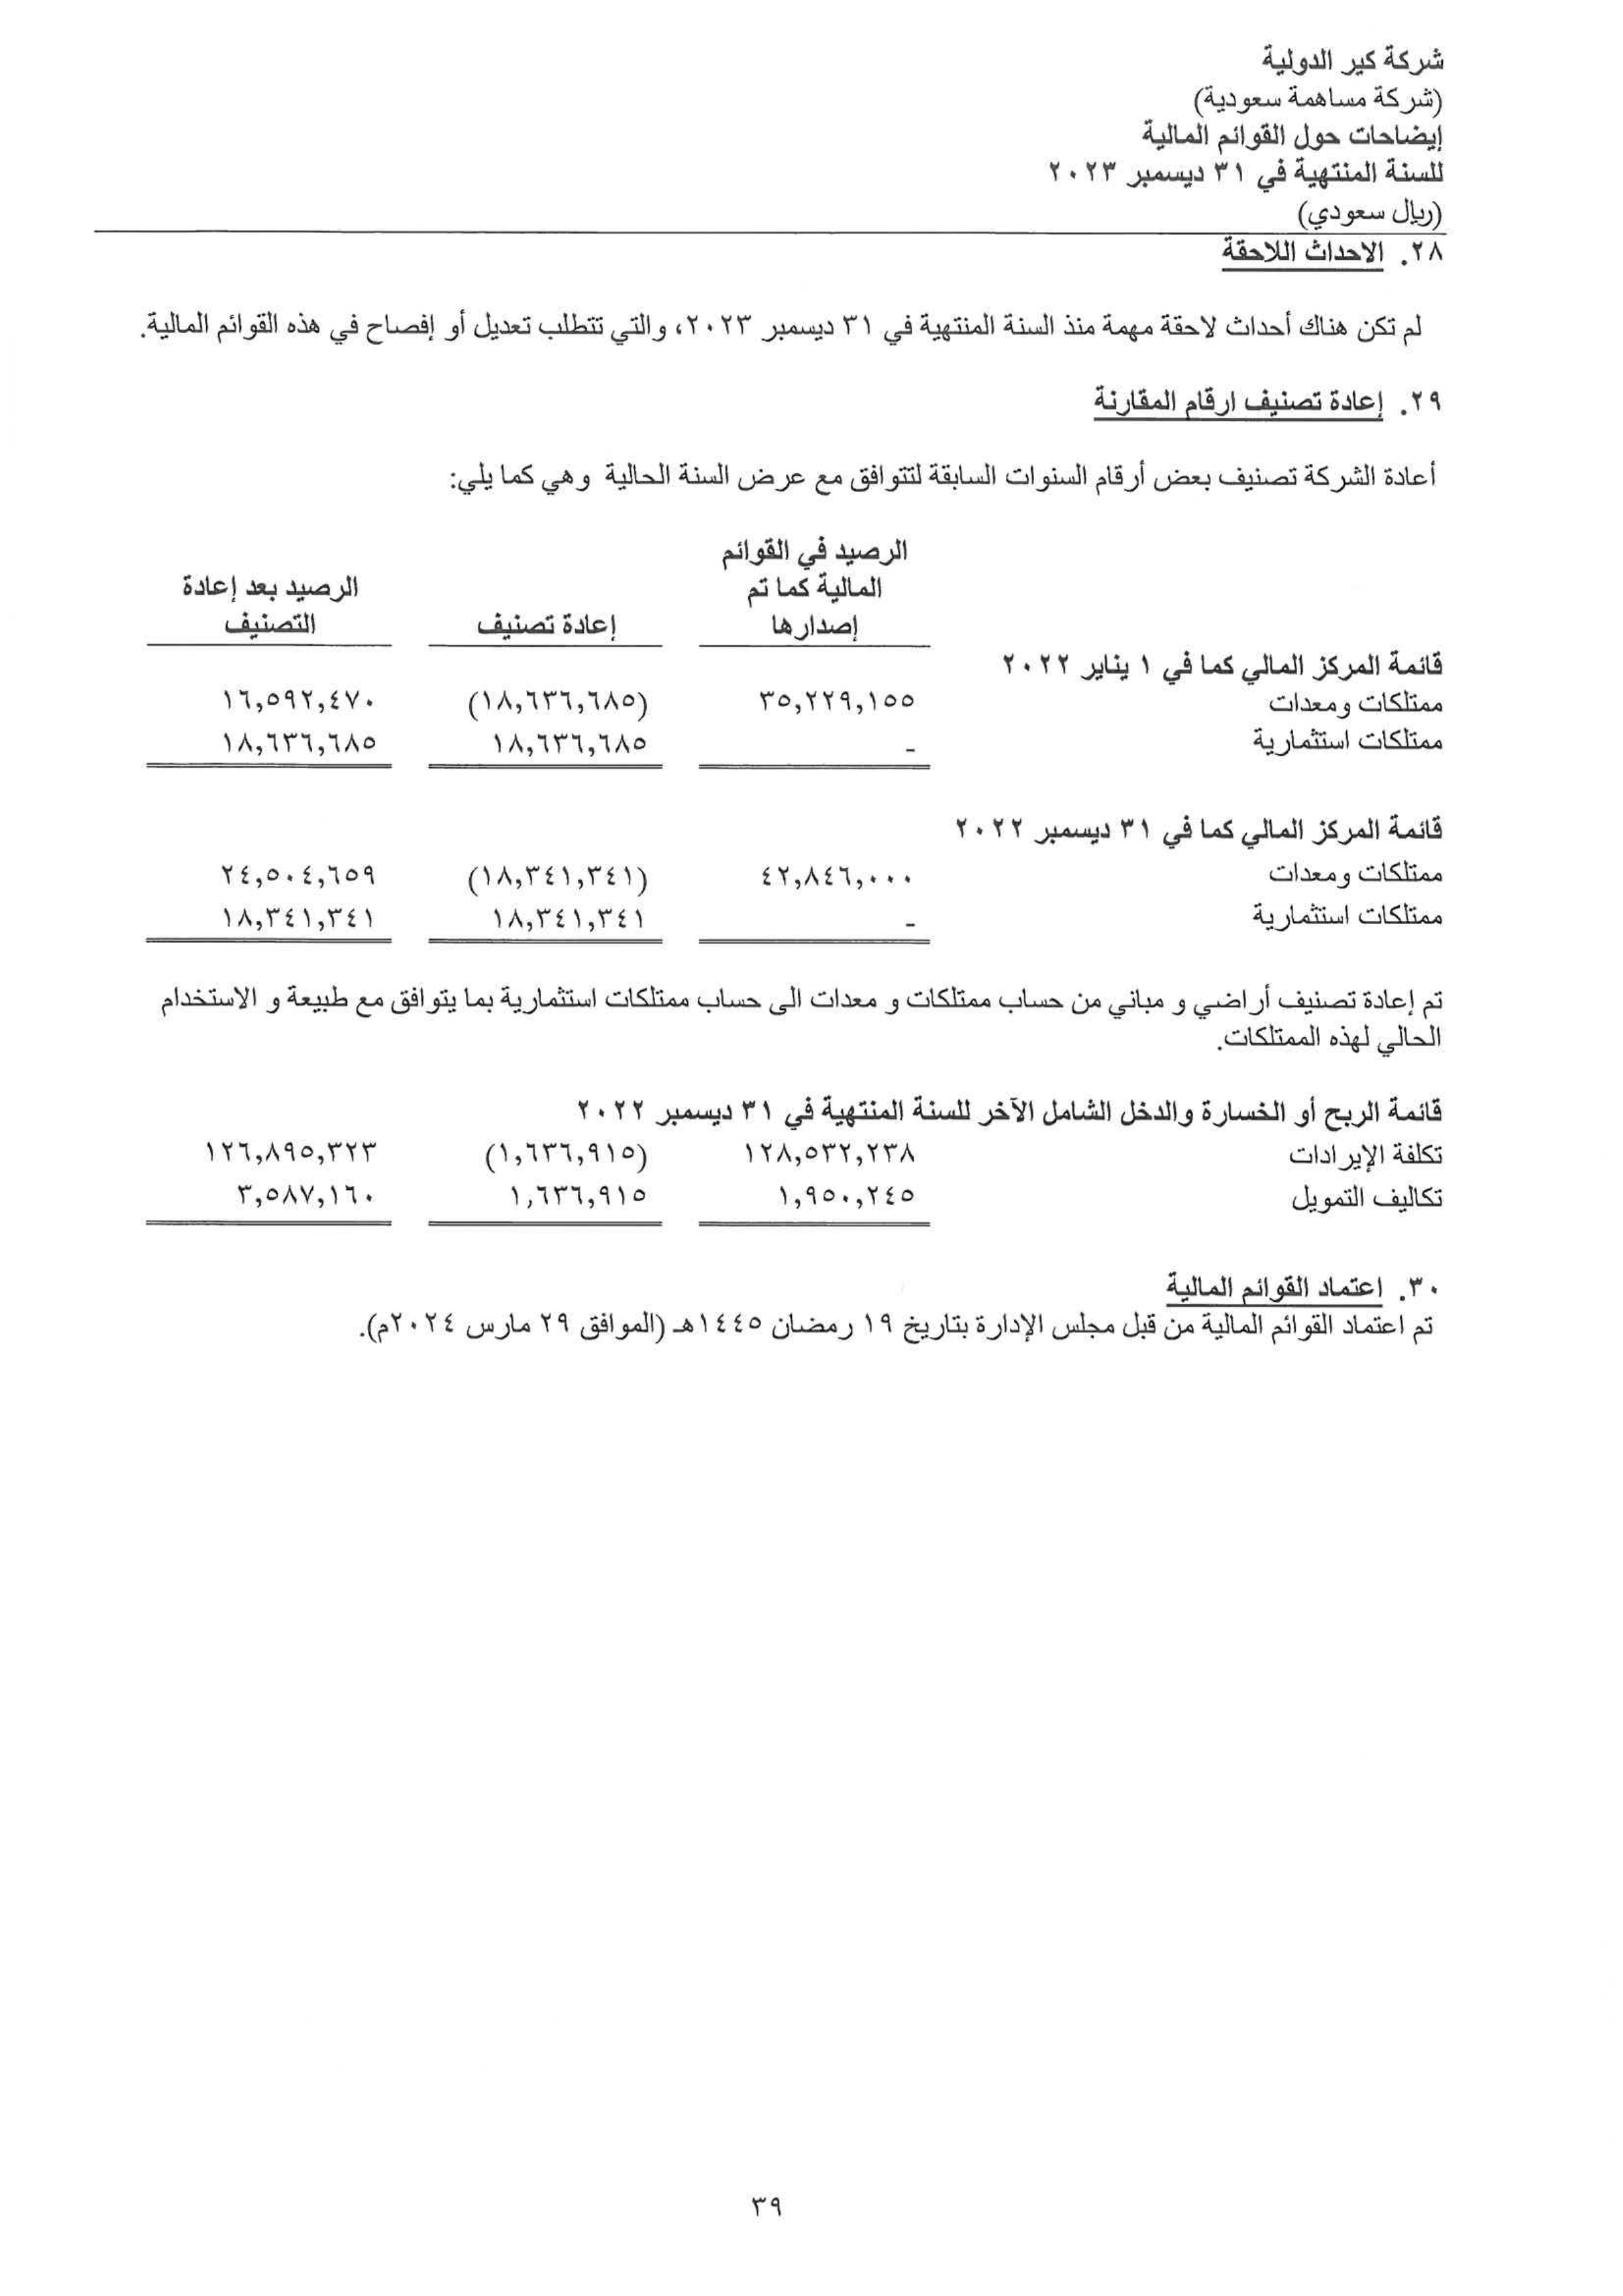 شركة كير الدولية
(شركة مساهمة سعودية)
إيضاحات حول القوائم المالية
للسنة المنتهية في ٣١ ديسمبر ٢٠٢٣
(ريال سعودي)
٢٨. الاحداث اللاحقة
لم تكن هناك أحداث لاحقة مهمة منذ السنة المنتهية في ٣١ ديسمبر ٢٠٢٣، والتي تتطلب تعديل أو إفصاح في هذه القوائم المالية.
٢٩. إعادة تصنيف ارقام المقارنة
أعادة الشركة تصنيف بعض أرقام السنوات السابقة لتتوافق مع عرض السنة الحالية وهي كما يلي:
الرصيد في القوائم
المالية كما تم الرصيد بعد إعادة
إصدارها إعادة تصنيف التصنيف
قائمة المركز المالي كما في ١ يناير ٢٠٢٢
ممتلكات ومعدات ٣٥,٢٢٩,١٥٥ (١٨,٦٣٦,٦٨٥) ١٦,٥٩٢,٤٧٠
ممتلكات استثمارية - ١٨,٦٣٦,٦٨٥ ١٨,٦٣٦,٦٨٥
قائمة المركز المالي كما في ٣١ ديسمبر ٢٠٢٢
ممتلكات ومعدات ٤٢,٨٤٦,٠٠٠ (١٨,٣٤١,٣٤١) ٢٤,٥٠٤,٦٥٩
ممتلكات استثمارية - ١٨,٣٤١,٣٤١ ١٨,٣٤١,٣٤١
تم إعادة تصنيف أراضي و مباني من حساب ممتلكات و معدات الى حساب ممتلكات استثمارية بما يتوافق مع طبيعة و الاستخدام
الحالي لهذه الممتلكات.
قائمة الربح أو الخسارة والدخل الشامل الآخر للسنة المنتهية في ٣١ ديسمبر ٢٠٢٢
تكلفة الإيرادات ١٢٨,٥٣٢,٢٣٨ (١,٦٣٦,٩١٥) ١٢٦,٨٩٥,٣٢٣
تكاليف التمويل ١,٩٥٠,٢٤٥ ١,٦٣٦,٩١٥ ٣,٥٨٧,١٦٠
٣٠. اعتماد القوائم المالية
تم اعتماد القوائم المالية من قبل مجلس الإدارة بتاريخ ١٩ رمضان ١٤٤٥هـ (الموافق ٢٩ مارس ٢٠٢٤م).
٣٩